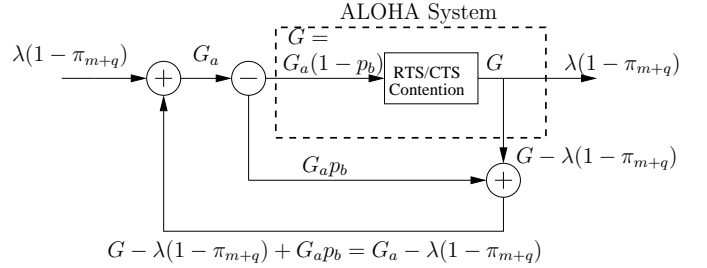 ALOHA System
λ(1 - π_{m+q})
+
G_a
−
G =
G_a(1 - p_b)
RTS/CTS
Contention
G
λ(1 - π_{m+q})
G - λ(1 - π_{m+q})
G_a p_b
+
G - λ(1 - π_{m+q}) + G_a p_b = G_a - λ(1 - π_{m+q})